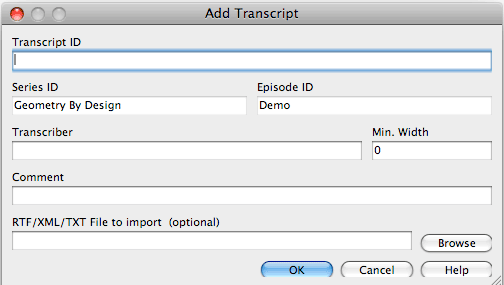 Add Transcript
Transcript ID
Series ID Episode ID
Geometry By Design Demo
Transcriber Min. Width
0
Comment
RTF/XML/TXT File to import (optional)
Browse
OK Cancel Help